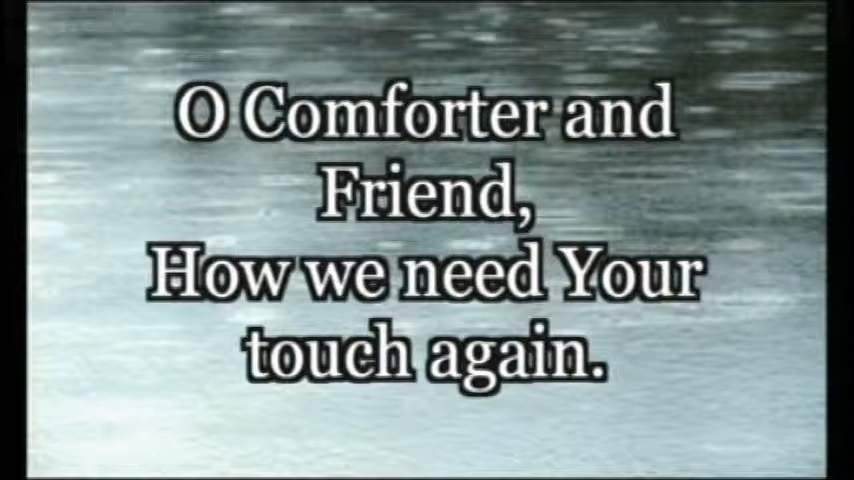 O Comforter and
Friend,
How we need Your
touch again.